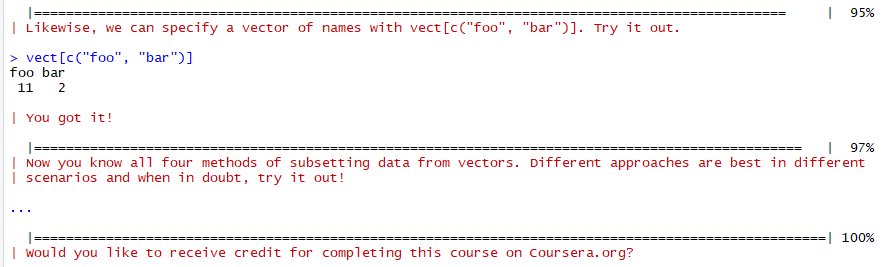 |=============================================================================================== | 95%
| Likewise, we can specify a vector of names with vect[c("foo", "bar")]. Try it out.
> vect[c("foo", "bar")]
foo bar
 11   2
| You got it!
|================================================================================================= | 97%
| Now you know all four methods of subsetting data from vectors. Different approaches are best in different
| scenarios and when in doubt, try it out!
...
|====================================================================================================| 100%
| Would you like to receive credit for completing this course on Coursera.org?